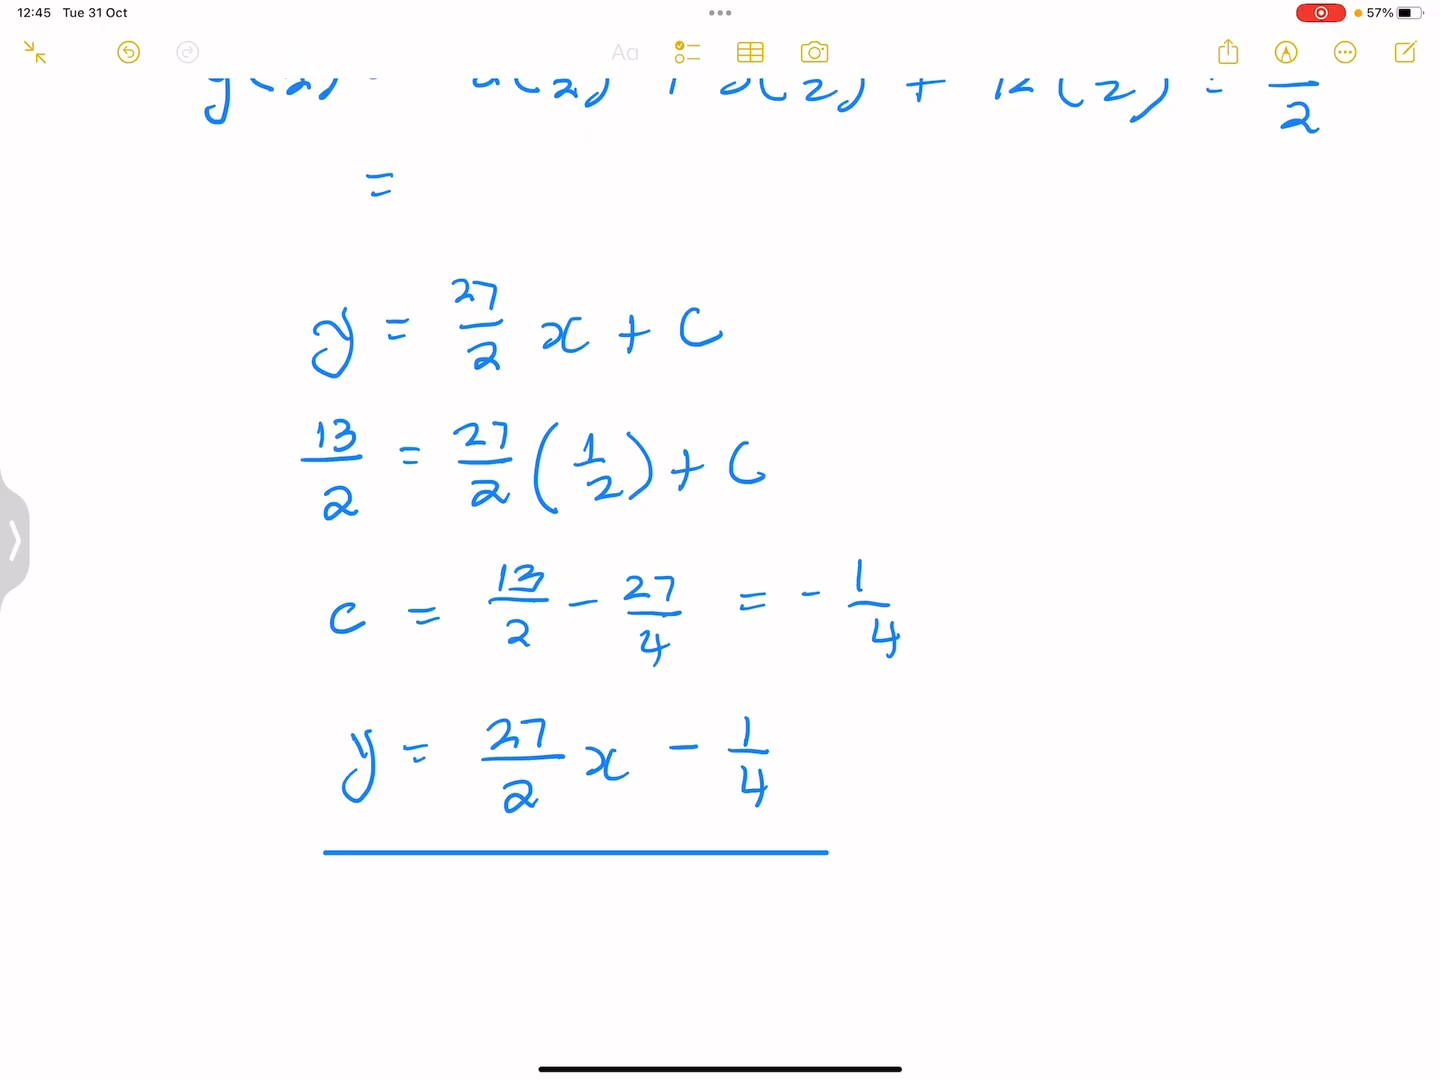 12:45 Tue 31 Oct 57%
Aa
=
y = 27/2 x + C
13/2 = 27/2 (1/2) + C
c = 13/2 - 27/4 = - 1/4
y = 27/2 x - 1/4